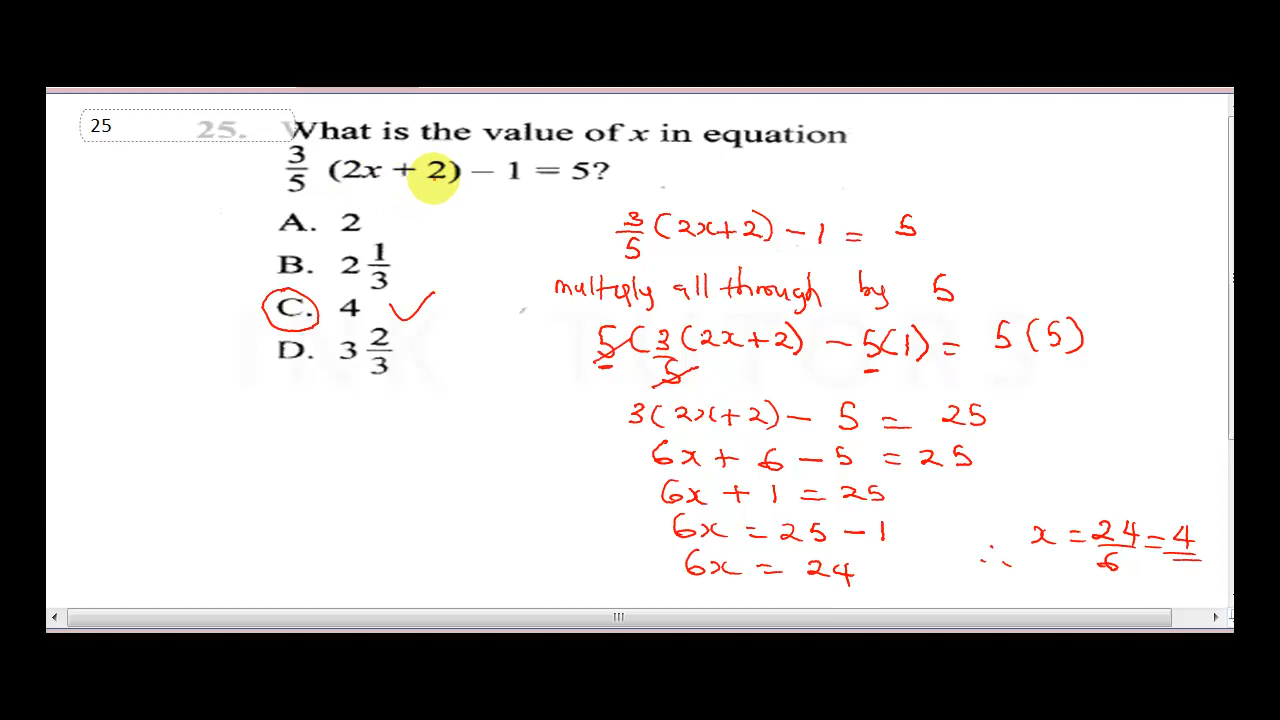 25
25. What is the value of x in equation
3/5 (2x + 2) − 1 = 5?
A. 2
B. 2 1/3
C. 4 ✓
D. 3 2/3
3/5 (2x+2) − 1 = 5
multiply all through by 5
5(3/5(2x+2) − 5(1) = 5(5)
3(2x+2) − 5 = 25
6x + 6 − 5 = 25
6x + 1 = 25
6x = 25 − 1
6x = 24
∴ x = 24/6 = 4
TUTORS